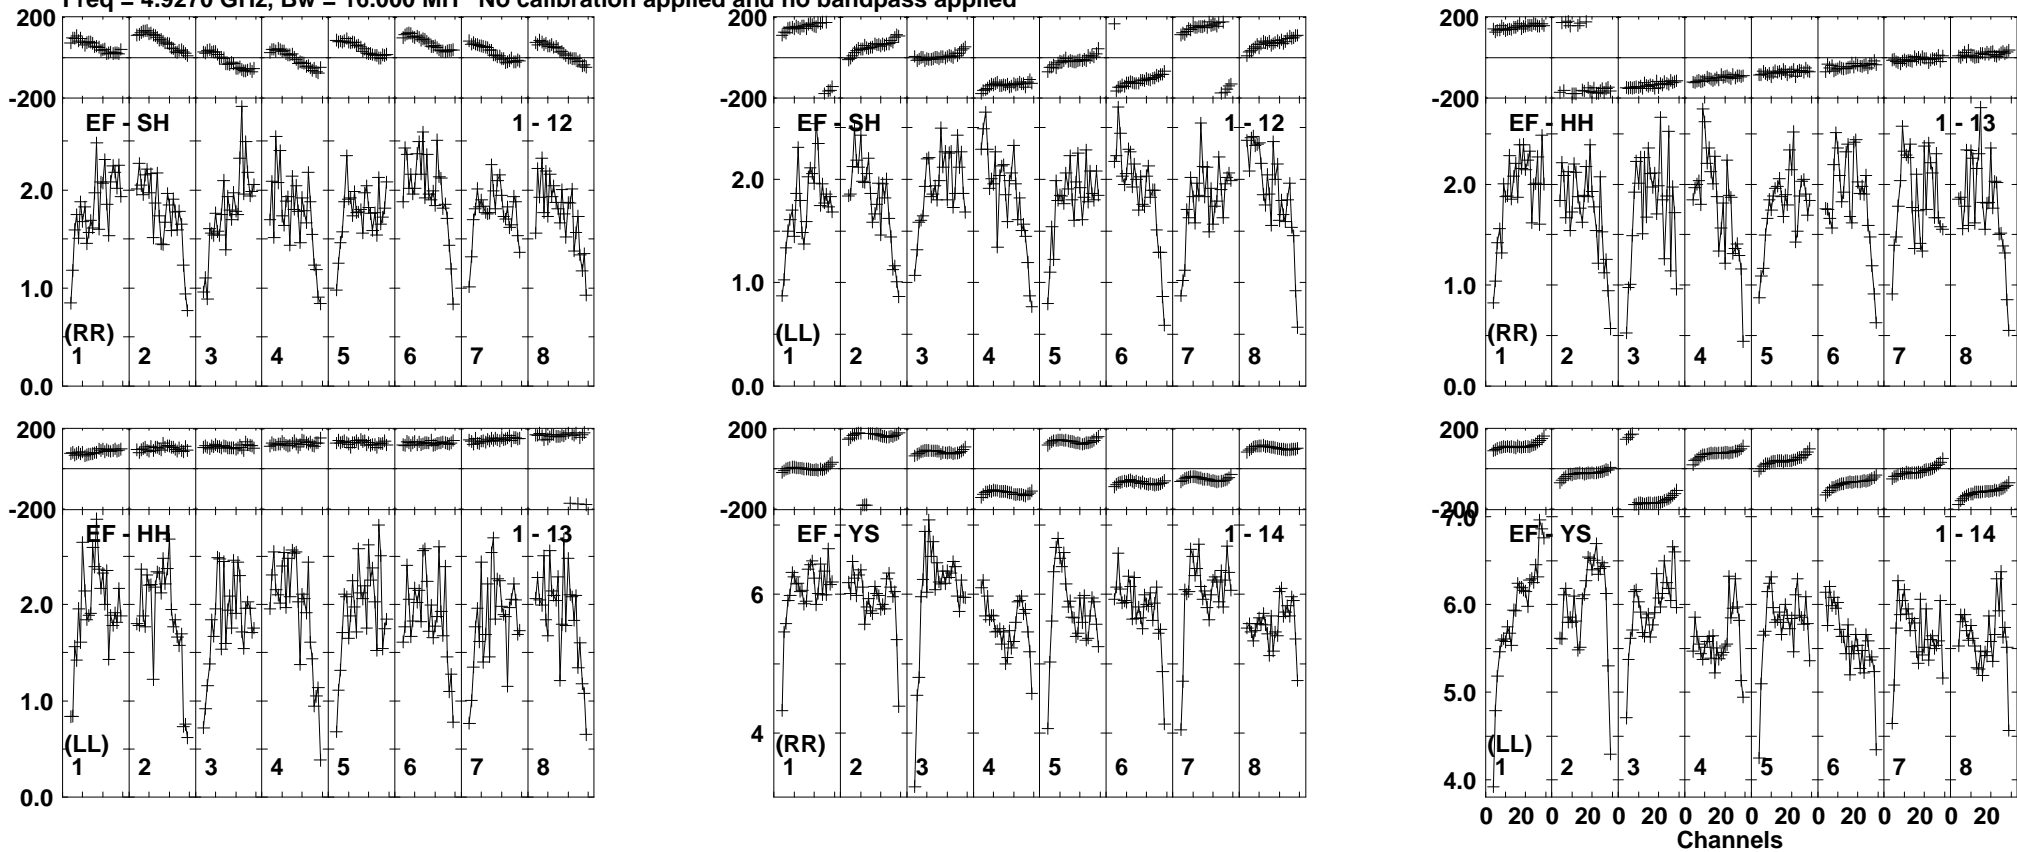 Freq = 4.9270 GHz, Bw = 16.000 MH No calibration applied and no bandpass applied
200
-200
EF - SH 1 - 12
2.0
1.0
(RR)
1 2 3 4 5 6 7 8
0.0
200
-200
EF - SH 1 - 12
2.0
1.0
(LL)
1 2 3 4 5 6 7 8
0.0
200
-200
EF - HH 1 - 13
2.0
1.0
(RR)
1 2 3 4 5 6 7 8
0.0
200
-200
EF - HH 1 - 13
2.0
1.0
(LL)
1 2 3 4 5 6 7 8
0.0
200
-200
EF - YS 1 - 14
6
4
(RR)
1 2 3 4 5 6 7 8
200
-200
7.0
EF - YS 1 - 14
6.0
5.0
(LL)
1 2 3 4 5 6 7 8
4.0
0 20 0 20 0 20 0 20 0 20 0 20 0 20 0 20
Channels